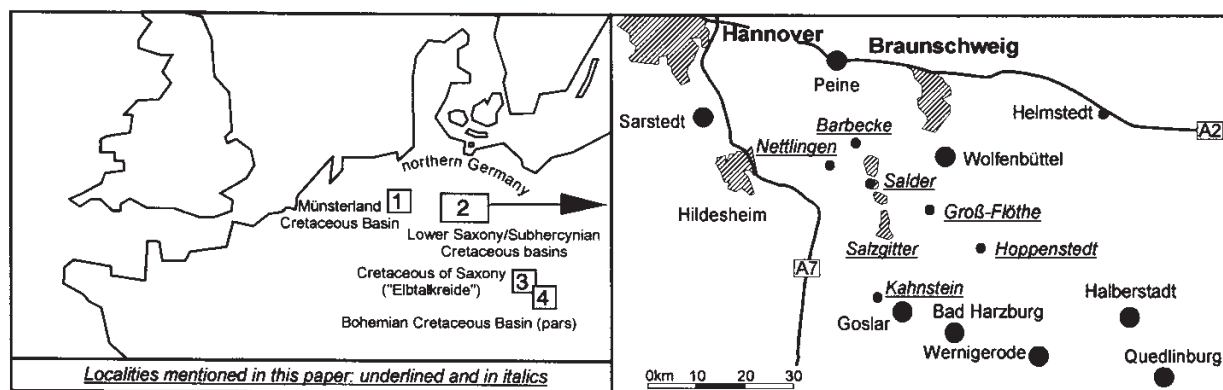 northern Germany
Münsterland
Cretaceous Basin
1
2
Lower Saxony/Subhercynian
Cretaceous basins
Cretaceous of Saxony
("Elbtalkreide")
3
4
Bohemian Cretaceous Basin (pars)
Localities mentioned in this paper: underlined and in italics
Hannover
Braunschweig
Peine
Sarstedt
Helmstedt
A2
Barbecke
Nettlingen
Wolfenbüttel
Salder
Hildesheim
Groß-Flöthe
Salzgitter
Hoppenstedt
A7
Kahnstein
Goslar
Bad Harzburg
Halberstadt
Wernigerode
Quedlinburg
0km 10 20 30